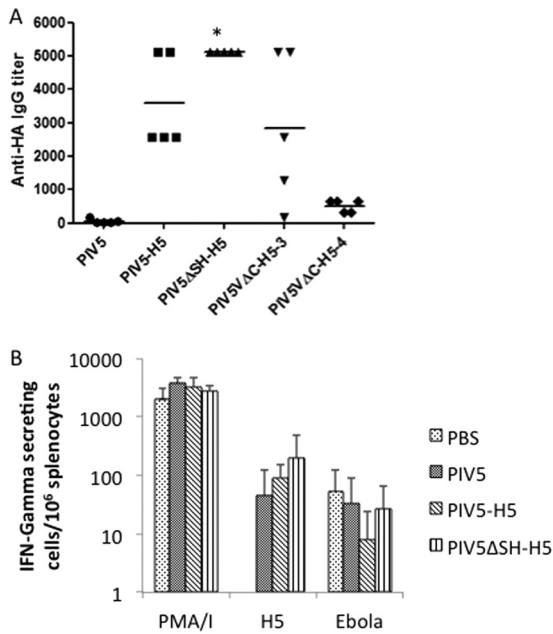 A
*
Anti-HA IgG titer
6000
5000
4000
3000
2000
1000
0
PIV5
PIV5-H5
PIV5ΔSH-H5
PIV5VΔC-H5-3
PIV5VΔC-H5-4
B
IFN-Gamma secreting
cells/10⁶ splenocytes
10000
1000
100
10
1
PMA/I
H5
Ebola
PBS
PIV5
PIV5-H5
PIV5ΔSH-H5